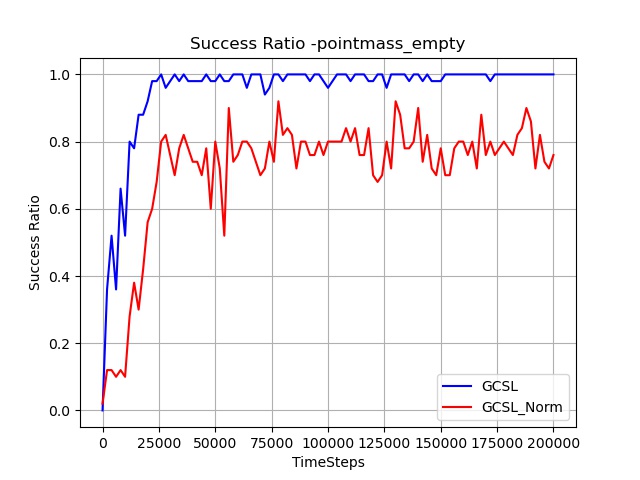 Success Ratio -pointmass_empty
1.0
0.8
0.6
0.4
0.2
0.0
Success Ratio
GCSL
GCSL_Norm
0 25000 50000 75000 100000 125000 150000 175000 200000
TimeSteps